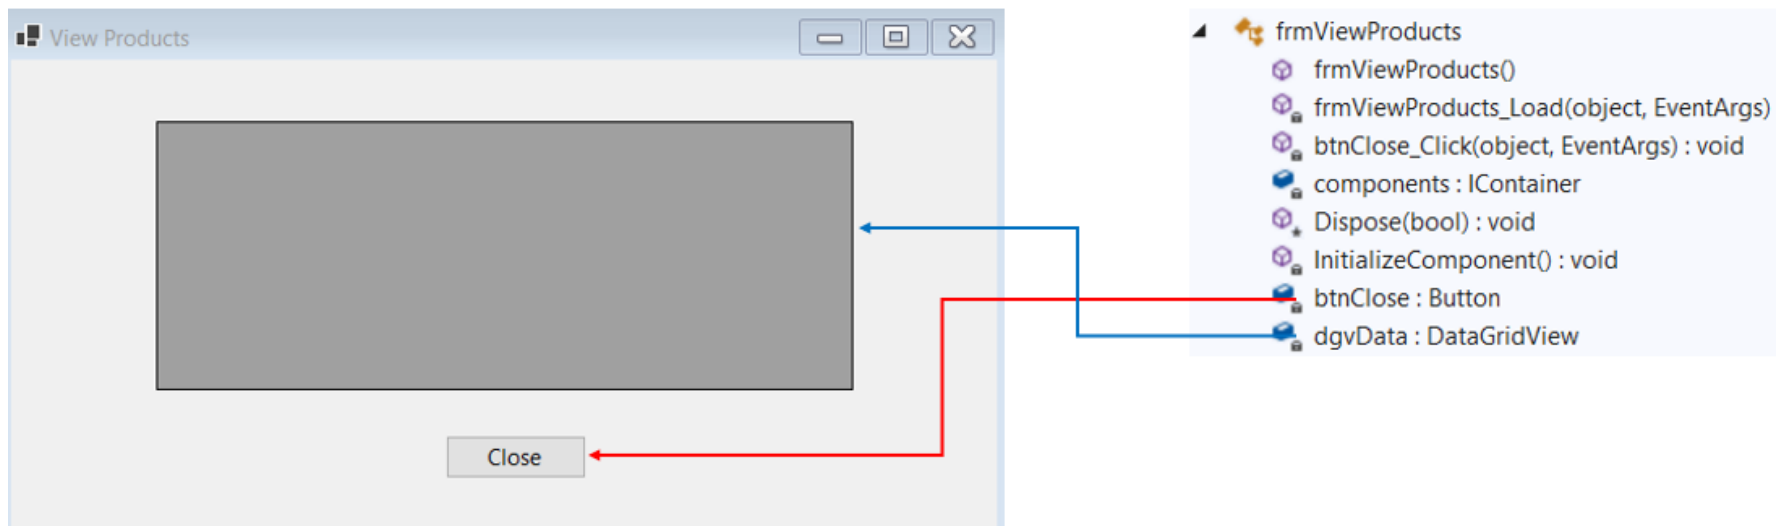 View Products
Close
frmViewProducts
frmViewProducts()
frmViewProducts_Load(object, EventArgs)
btnClose_Click(object, EventArgs) : void
components : IContainer
Dispose(bool) : void
InitializeComponent() : void
btnClose : Button
dgvData : DataGridView